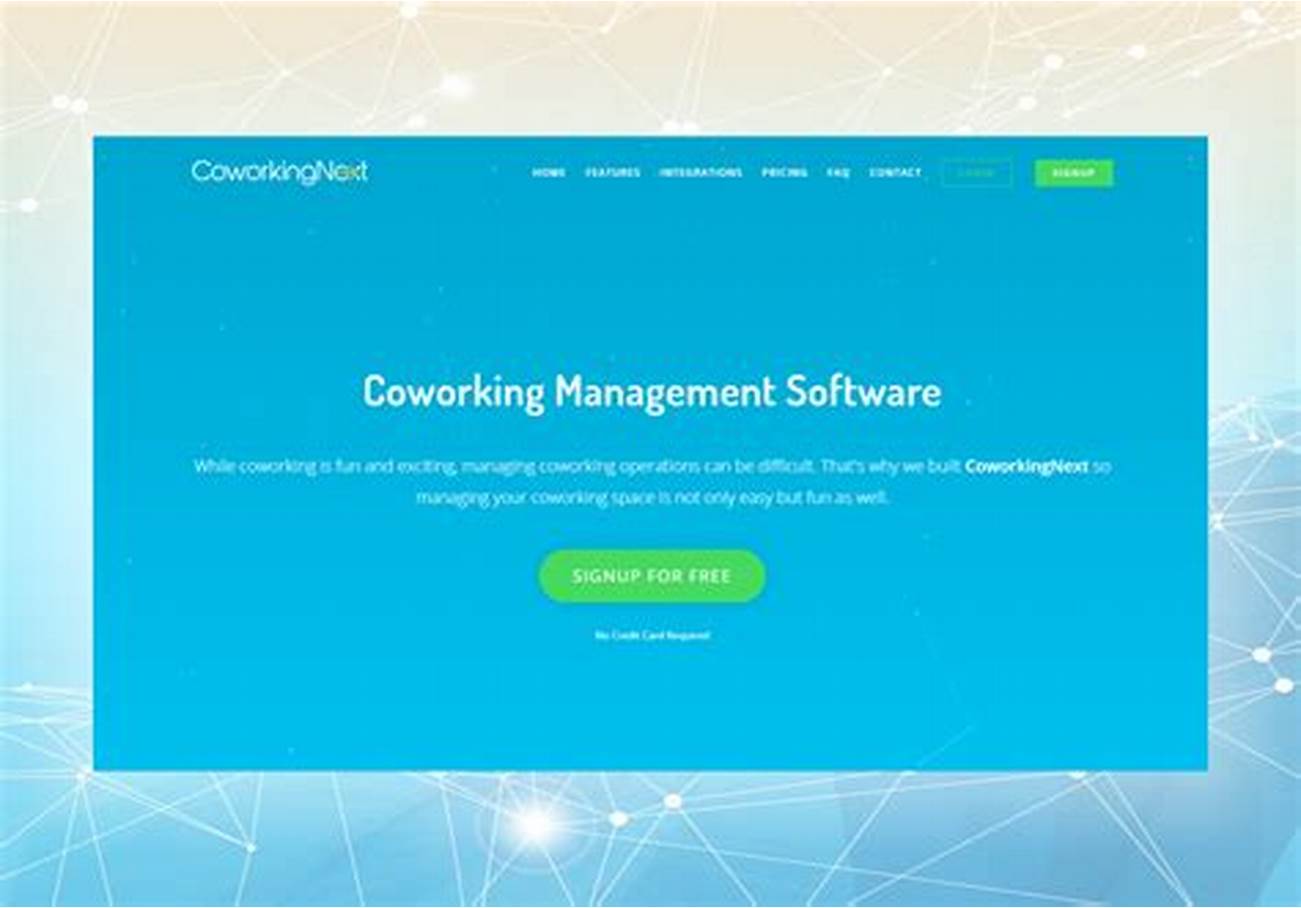 CoworkingNext
HOME FEATURES INTEGRATIONS PRICING FAQ CONTACT SIGNUP
Coworking Management Software
While coworking is fun and exciting, managing coworking operations can be difficult. That's why we built CoworkingNext so
managing your coworking space is not only easy but fun as well.
SIGNUP FOR FREE
No Credit Card Required